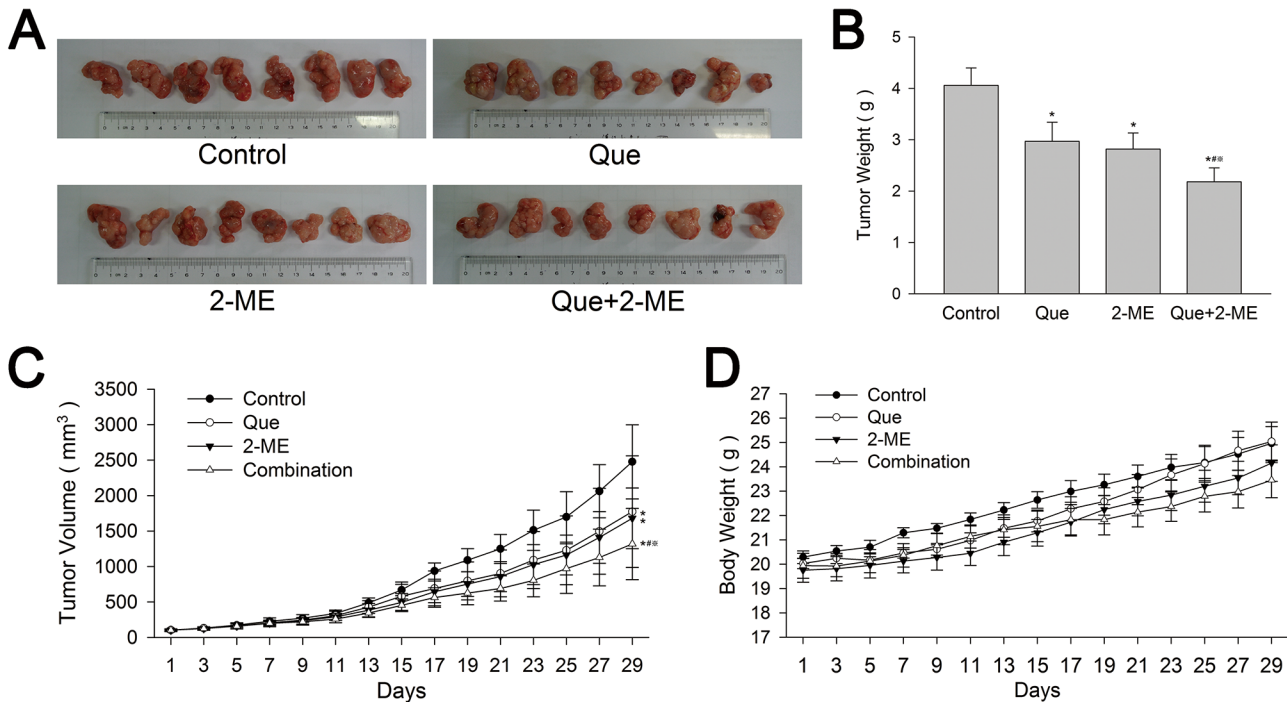 A
Control
Que
2-ME
Que+2-ME
B
Tumor Weight ( g )
5
4
3
2
1
0
*
*
*#※
Control
Que
2-ME
Que+2-ME
C
Tumor Volume ( mm³ )
3500
3000
2500
2000
1500
1000
500
0
Control
Que
2-ME
Combination
*
*
*#※
1 3 5 7 9 11 13 15 17 19 21 23 25 27 29
Days
D
Body Weight ( g )
27
26
25
24
23
22
21
20
19
18
17
17
Control
Que
2-ME
Combination
1 3 5 7 9 11 13 15 17 19 21 23 25 27 29
Days